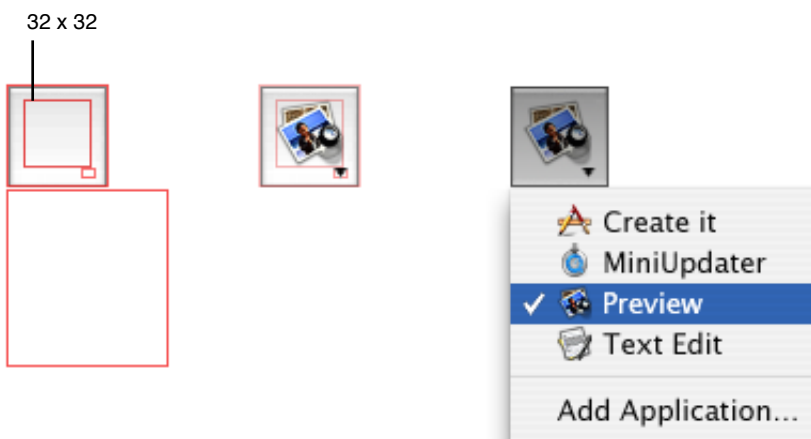 32 x 32
Create it
MiniUpdater
Preview
Text Edit
Add Application...